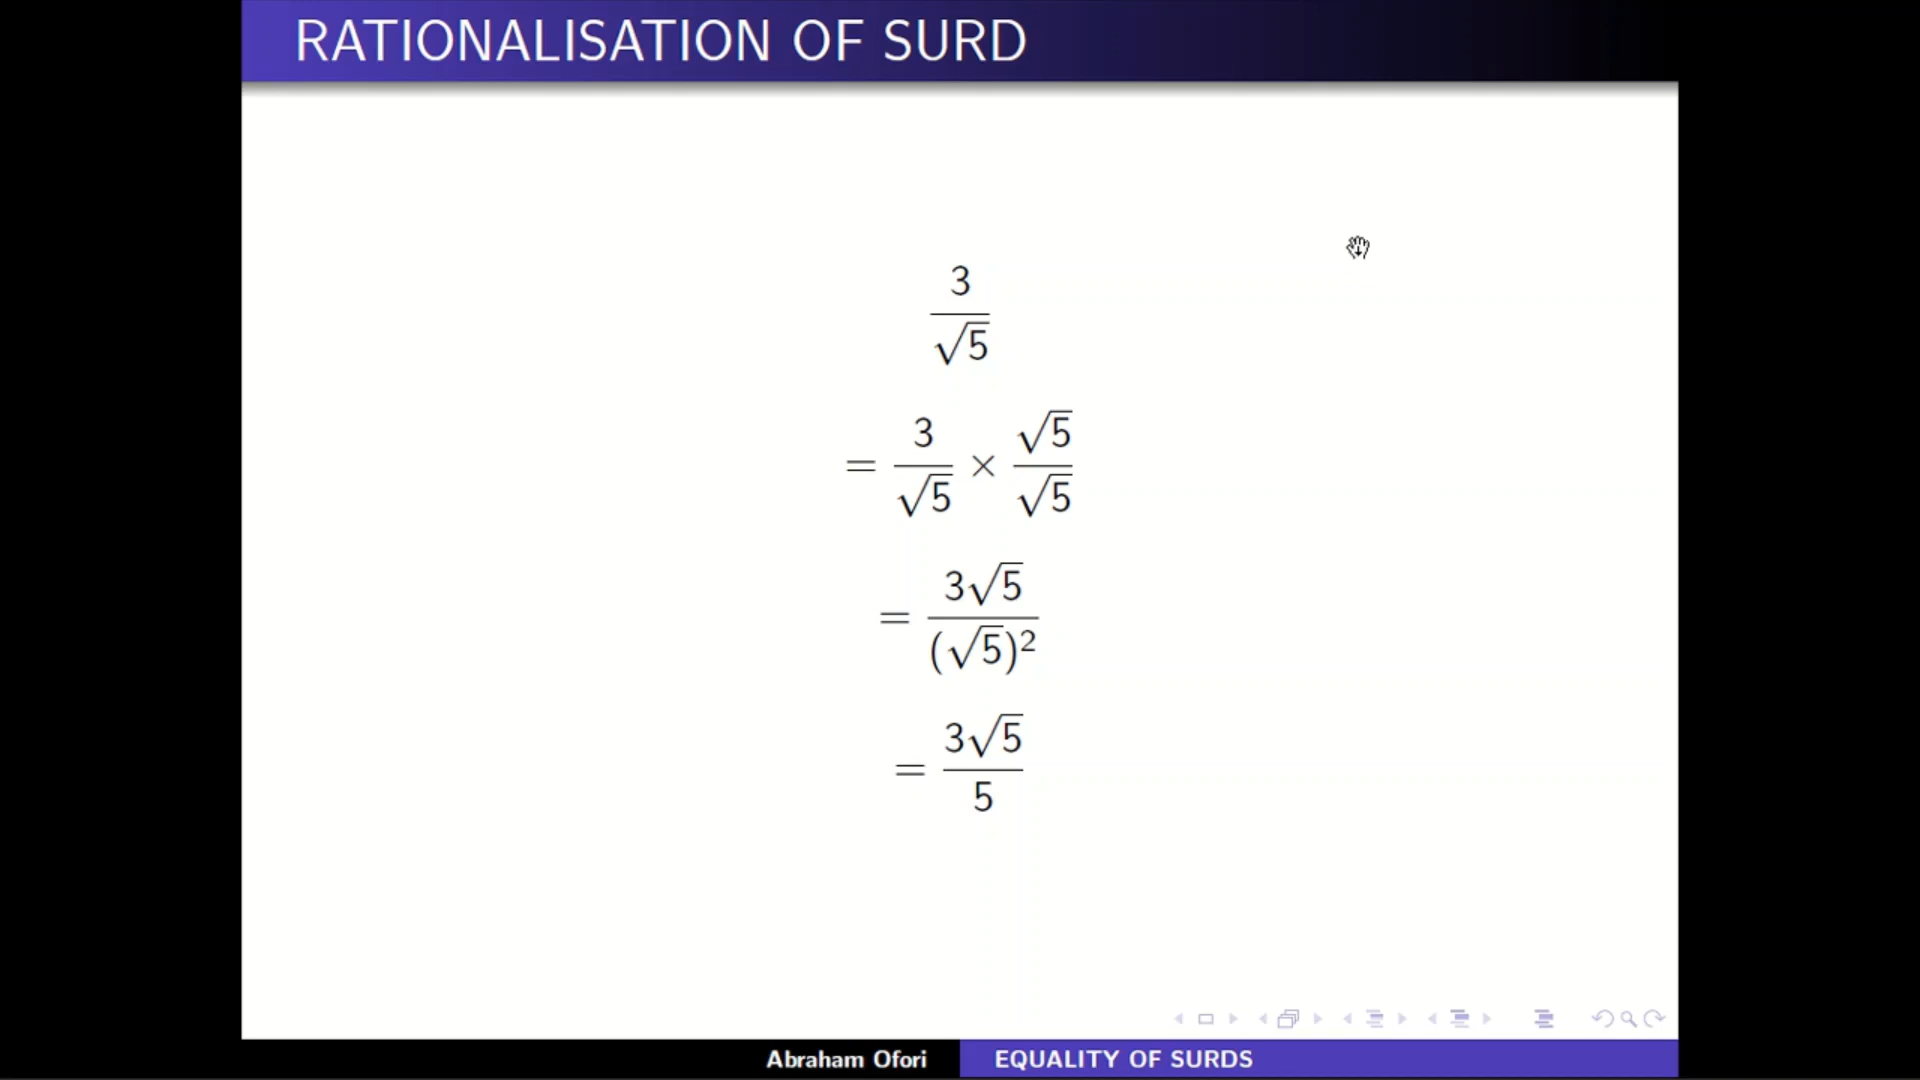 RATIONALISATION OF SURD
3
√5
= 3/√5 × √5/√5
= 3√5/(√5)²
= 3√5/5
Abraham Ofori EQUALITY OF SURDS